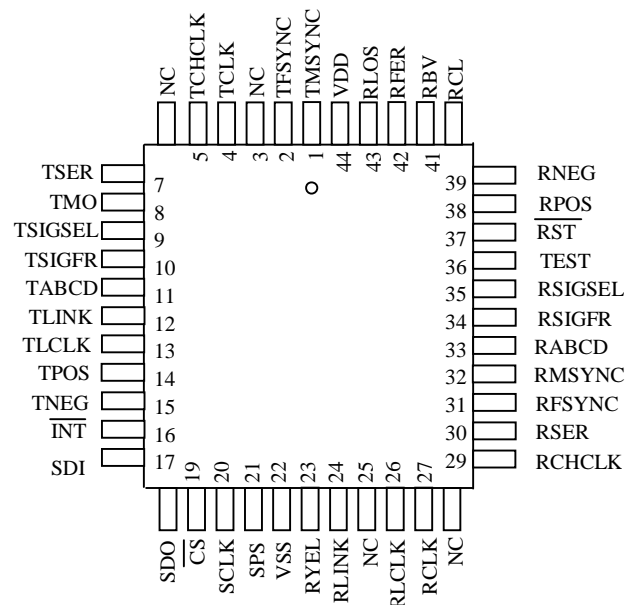 NC TCHCLK TCLK NC TFSYNC TMSYNC VDD RLOS RFER RBV RCL
5 4 3 2 1 44 43 42 41
TSER 7 39 RNEG
TMO 8 38 RPOS
TSIGSEL 9 37 RST
TSIGFR 10 36 TEST
TABCD 11 35 RSIGSEL
TLINK 12 34 RSIGFR
TLCLK 13 33 RABCD
TPOS 14 32 RMSYNC
TNEG 15 31 RFSYNC
INT 16 30 RSER
SDI 17 29 RCHCLK
19 20 21 22 23 24 25 26 27
SDO CS SCLK SPS VSS RYEL RLINK NC RLCLK RCLK NC